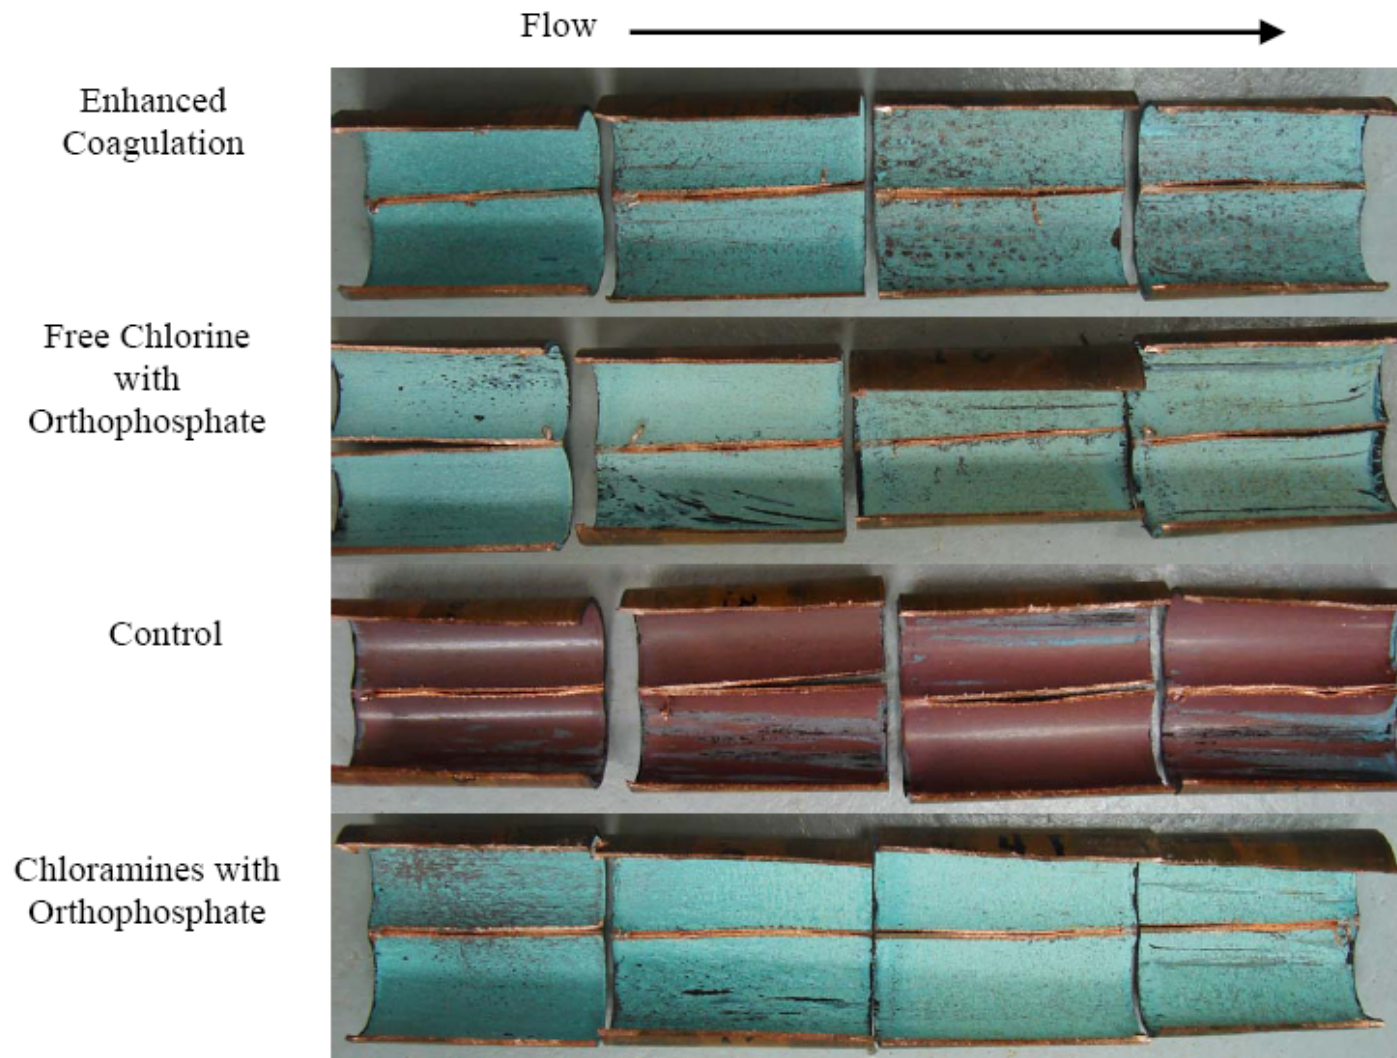 Flow
Enhanced
Coagulation
Free Chlorine
with
Orthophosphate
Control
Chloramines with
Orthophosphate